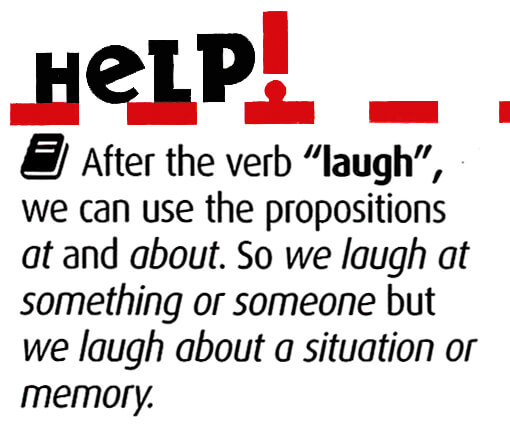 HeLP!
After the verb “laugh”,
we can use the propositions
at and about. So we laugh at
something or someone but
we laugh about a situation or
memory.